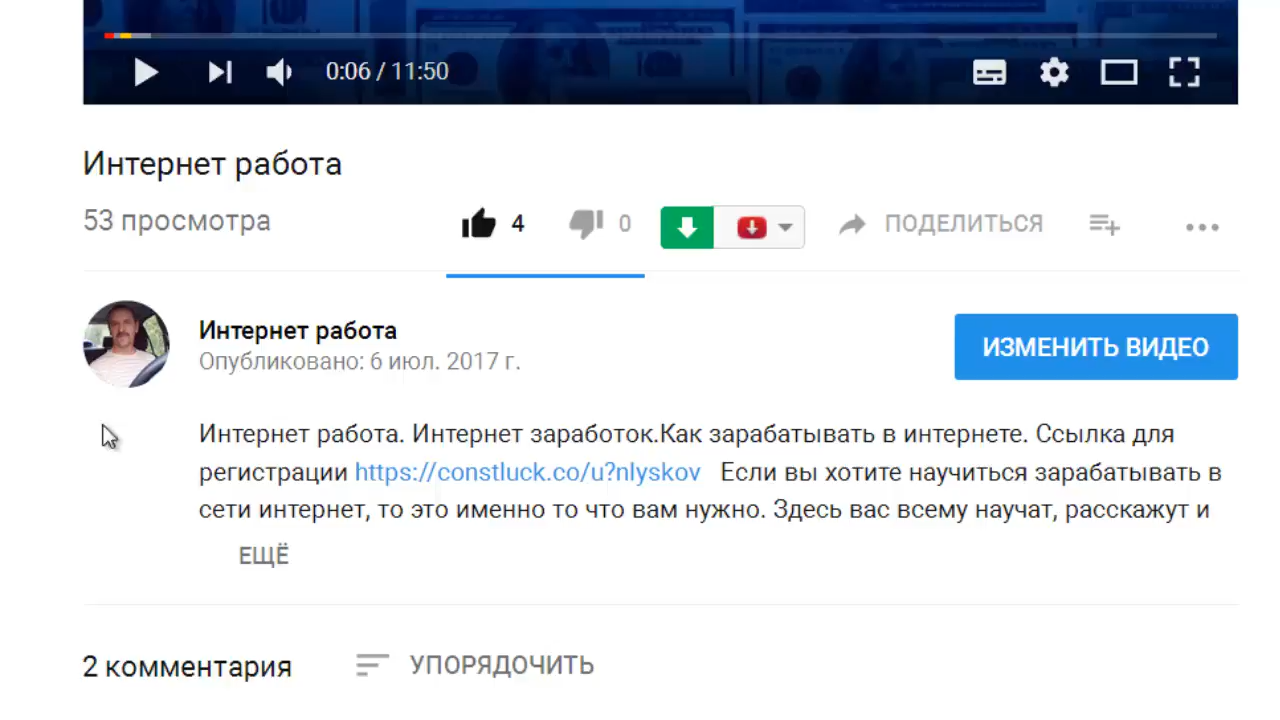 0:06 / 11:50
Интернет работа
53 просмотра
4 0 ПОДЕЛИТЬСЯ
Интернет работа
Опубликовано: 6 июл. 2017 г.
ИЗМЕНИТЬ ВИДЕО
Интернет работа. Интернет заработок.Как зарабатывать в интернете. Ссылка для
регистрации https://constluck.co/u?nlyskov Если вы хотите научиться зарабатывать в
сети интернет, то это именно то что вам нужно. Здесь вас всему научат, расскажут и
ЕЩЁ
2 комментария УПОРЯДОЧИТЬ